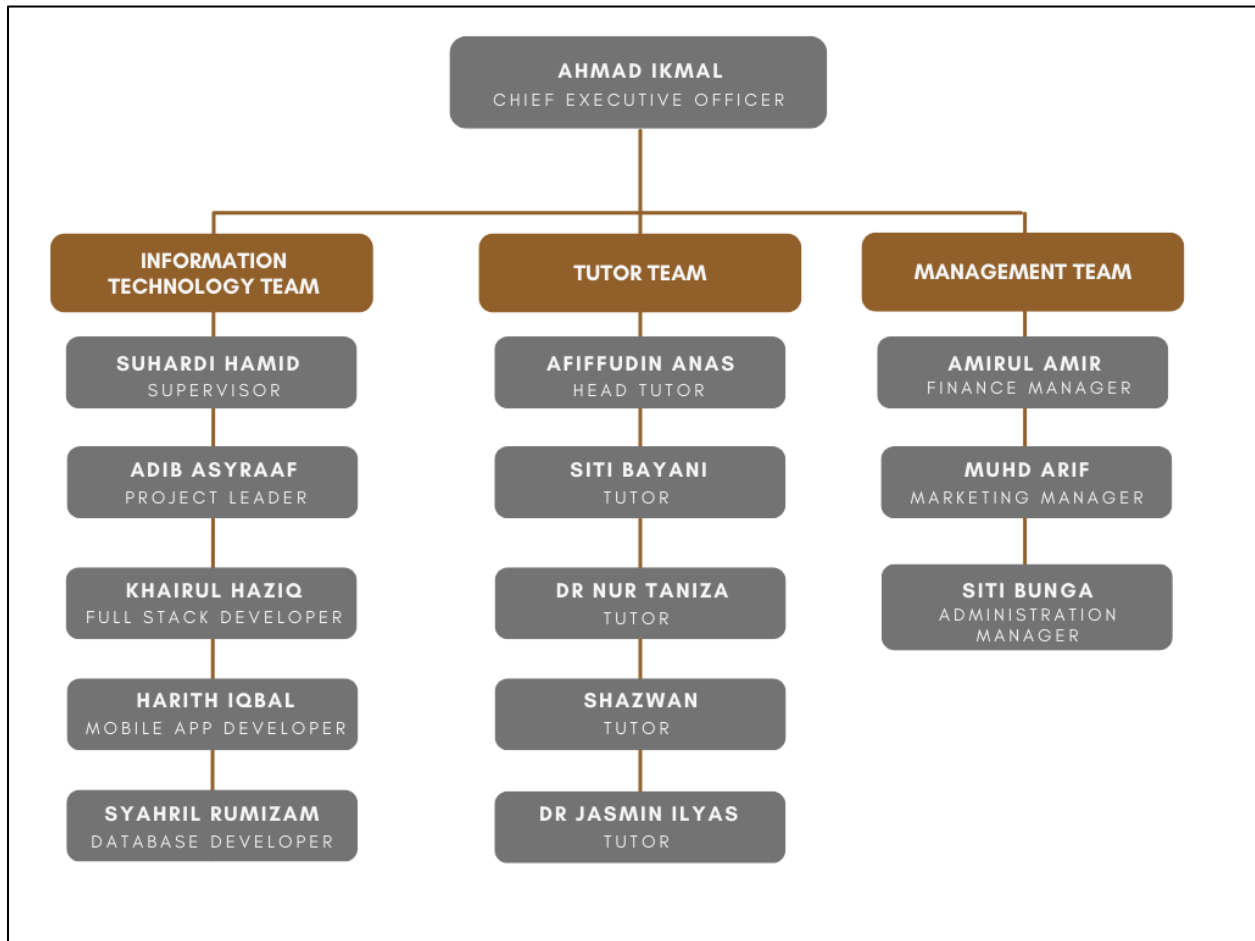 AHMAD IKMAL
CHIEF EXECUTIVE OFFICER
INFORMATION
TECHNOLOGY TEAM
SUHARDI HAMID
SUPERVISOR
ADIB ASYRAAF
PROJECT LEADER
KHAIRUL HAZIQ
FULL STACK DEVELOPER
HARITH IQBAL
MOBILE APP DEVELOPER
SYAHRIL RUMIZAM
DATABASE DEVELOPER
TUTOR TEAM
AFIFFUDIN ANAS
HEAD TUTOR
SITI BAYANI
TUTOR
DR NUR TANIZA
TUTOR
SHAZWAN
TUTOR
DR JASMIN ILYAS
TUTOR
MANAGEMENT TEAM
AMIRUL AMIR
FINANCE MANAGER
MUHD ARIF
MARKETING MANAGER
SITI BUNGA
ADMINISTRATION
MANAGER